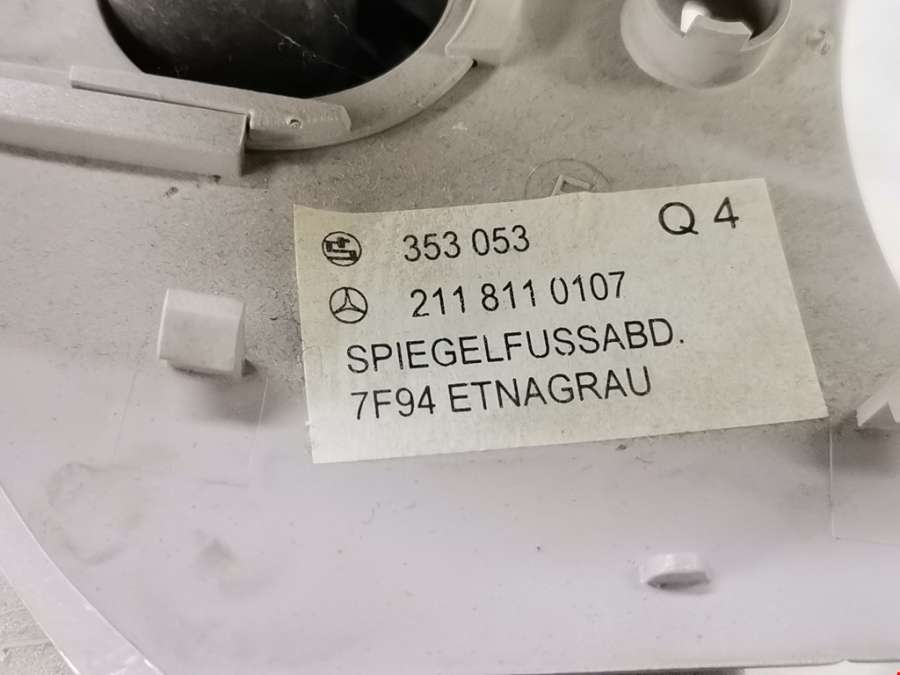 353 053 Q 4
211 811 0107
SPIEGELFUSSABD.
7F94 ETNAGRAU